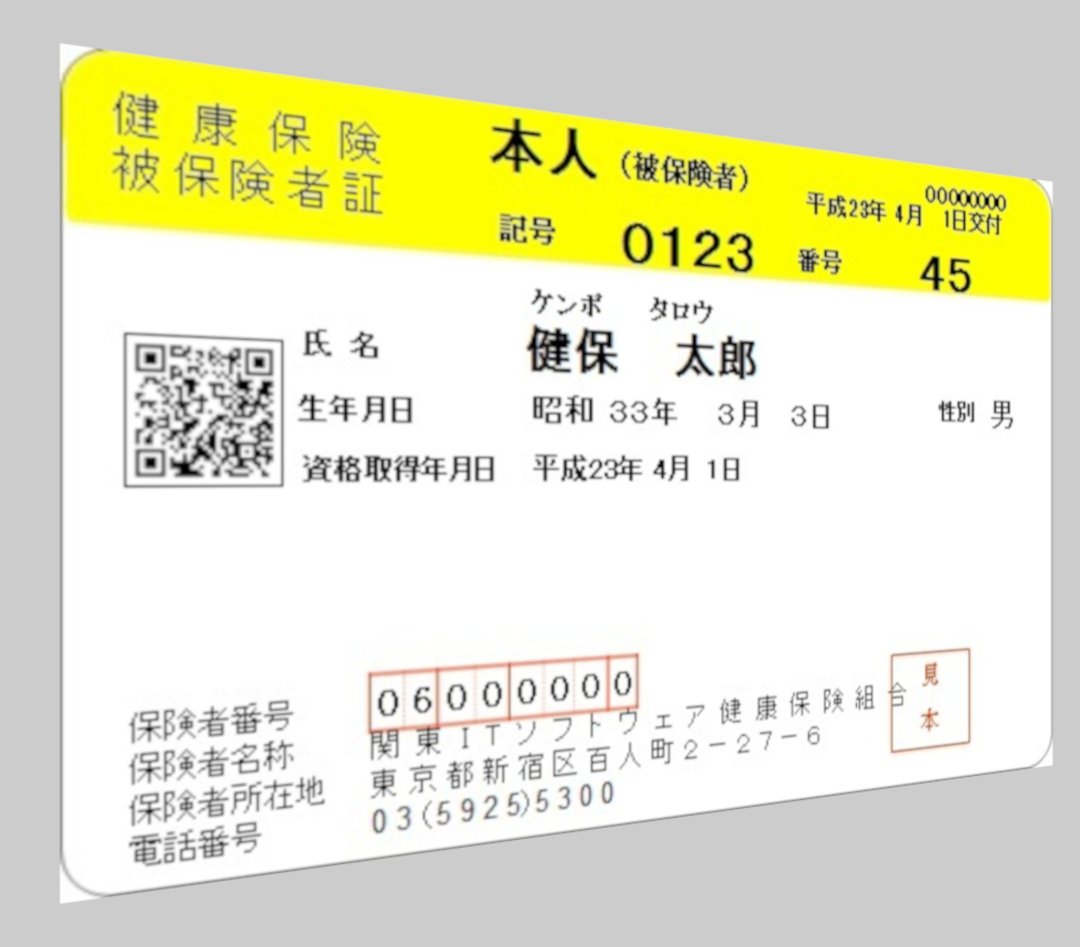 健康保険
被保険者証
本人（被保険者）
00000000
平成23年 4月 1日交付
記号 0123 番号 45
ケンポ タロウ
氏名 健保 太郎
生年月日 昭和 33年 3月 3日 性別 男
資格取得年月日 平成23年 4月 1日
保険者番号 06000000
保険者名称 関東ITソフトウェア健康保険組合
保険者所在地 東京都新宿区百人町2－27－6
電話番号 03(5925)5300
見本